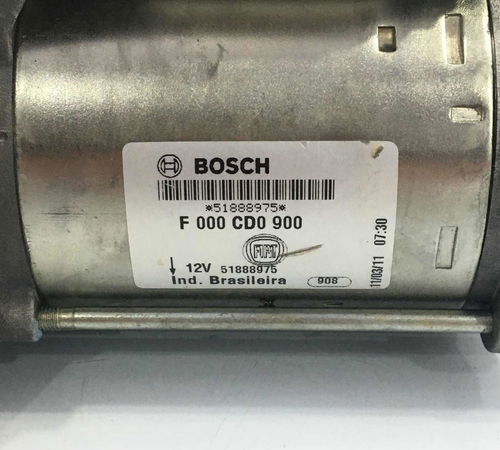 BOSCH
*51888975*
F 000 CD0 900
FIAT
12V 51888975
Ind. Brasileira 908
11/03/11 07:30